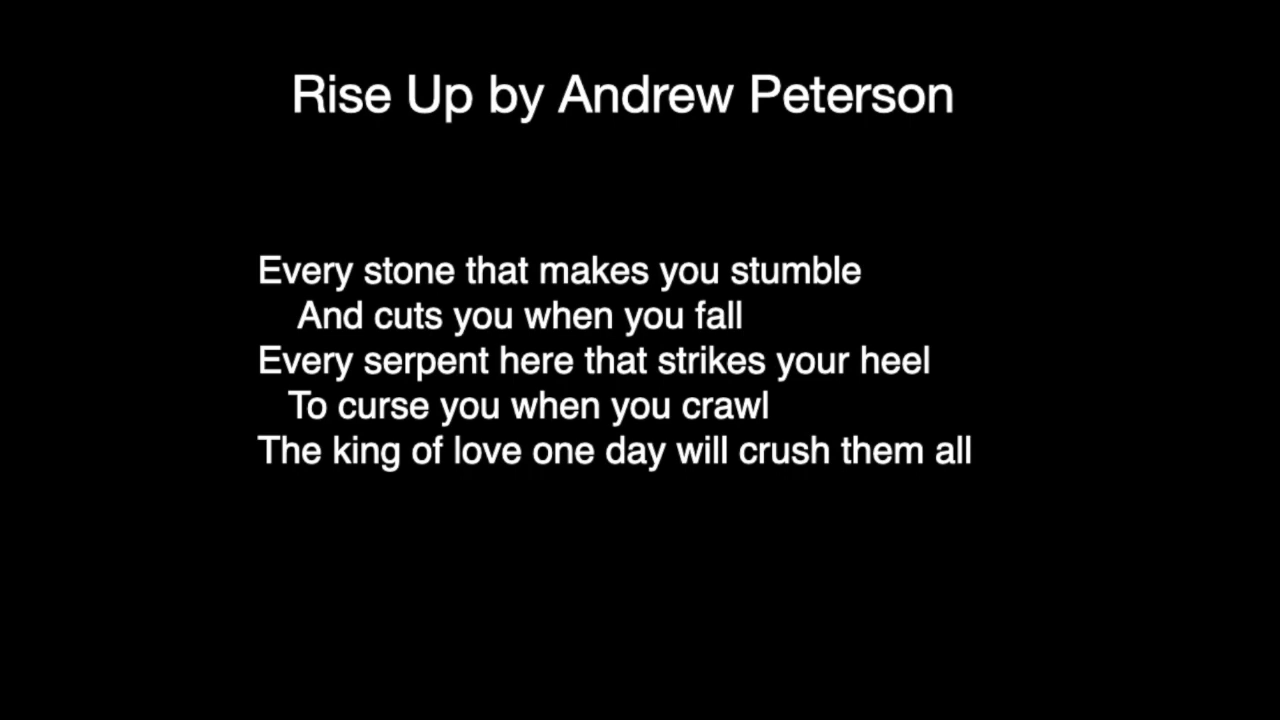 Rise Up by Andrew Peterson
Every stone that makes you stumble
And cuts you when you fall
Every serpent here that strikes your heel
To curse you when you crawl
The king of love one day will crush them all